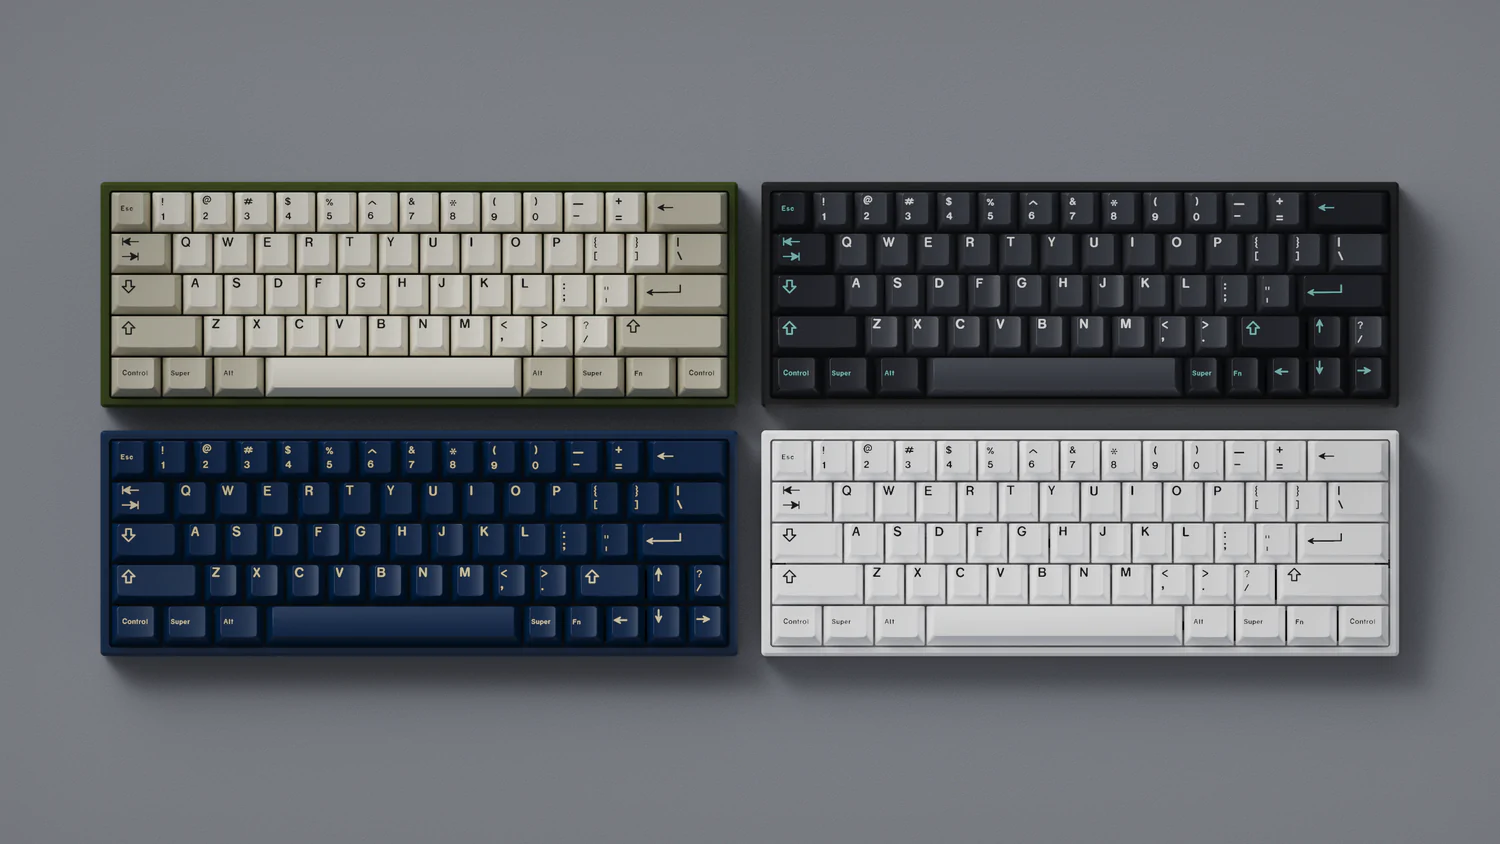 Esc ! 1 @ 2 # 3 $ 4 % 5 ^ 6 & 7 * 8 ( 9 ) 0 — - + = ←
⇤ ⇥ Q W E R T Y U I O P { [ } ] | \
⇩ A S D F G H J K L : ; " ' ↵
⇧ Z X C V B N M < , > . ? / ⇧
Control Super Alt Alt Super Fn Control
Esc ! 1 @ 2 # 3 $ 4 % 5 ^ 6 & 7 * 8 ( 9 ) 0 — - + = ←
⇤ ⇥ Q W E R T Y U I O P { [ } ] | \
⇩ A S D F G H J K L : ; " ' ↵
⇧ Z X C V B N M < , > . ⇧ ↑ ? /
Control Super Alt Super Fn ← ↓ →
Esc ! 1 @ 2 # 3 $ 4 % 5 ^ 6 & 7 * 8 ( 9 ) 0 — - + = ←
⇤ ⇥ Q W E R T Y U I O P { [ } ] | \
⇩ A S D F G H J K L : ; " ' ↵
⇧ Z X C V B N M < , > . ⇧ ↑ ? /
Control Super Alt Super Fn ← ↓ →
Esc ! 1 @ 2 # 3 $ 4 % 5 ^ 6 & 7 * 8 ( 9 ) 0 — - + = ←
⇤ ⇥ Q W E R T Y U I O P { [ } ] | \
⇩ A S D F G H J K L : ; " ' ↵
⇧ Z X C V B N M < , > . ? / ⇧
Control Super Alt Alt Super Fn Control